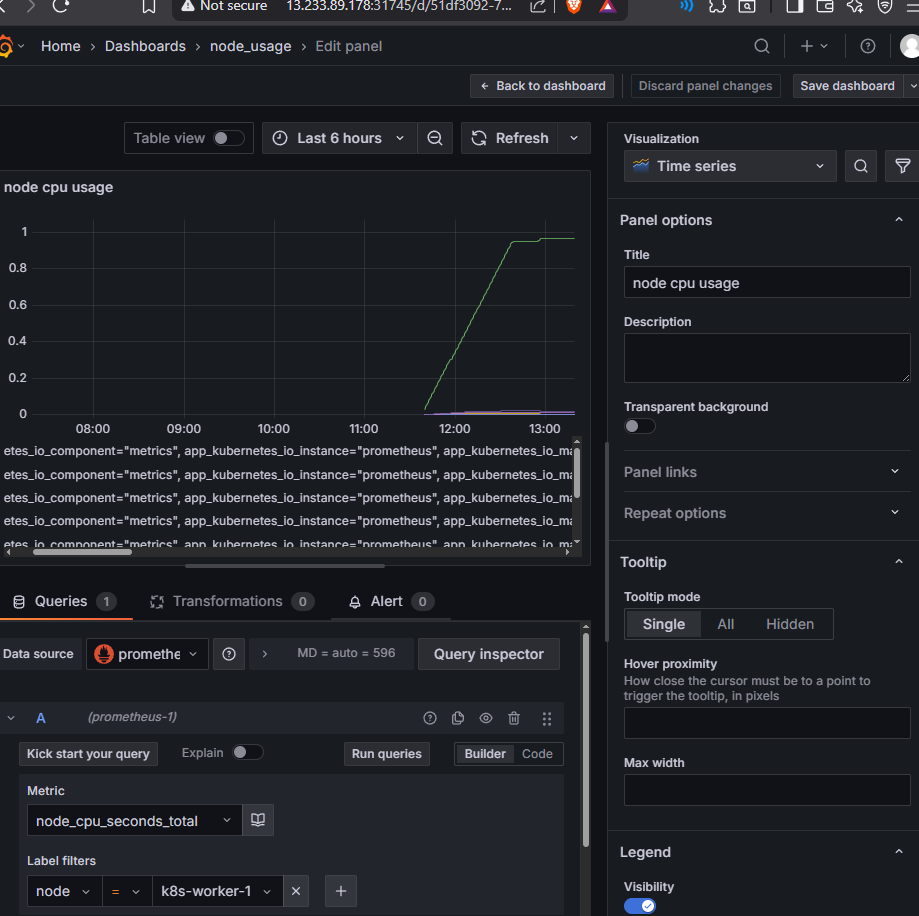 Not secure 13.233.89.178:31745/d/51df3092-7...
Home › Dashboards › node_usage › Edit panel
← Back to dashboard Discard panel changes Save dashboard
Table view Last 6 hours Refresh
node cpu usage
1
0.8
0.6
0.4
0.2
0
08:00 09:00 10:00 11:00 12:00 13:00
etes_io_component="metrics", app_kubernetes_io_instance="prometheus", app_kubernetes_io_ma
etes_io_component="metrics", app_kubernetes_io_instance="prometheus", app_kubernetes_io_ma
etes_io_component="metrics", app_kubernetes_io_instance="prometheus", app_kubernetes_io_ma
etes_io_component="metrics", app_kubernetes_io_instance="prometheus", app_kubernetes_io_ma
etes_io_component="metrics", app_kubernetes_io_instance="prometheus", app_kubernetes_io_ma
Queries 1 Transformations 0 Alert 0
Data source promethe MD = auto = 596 Query inspector
A (prometheus-1)
Kick start your query Explain Run queries Builder Code
Metric
node_cpu_seconds_total
Label filters
node = k8s-worker-1
Visualization
Time series
Panel options
Title
node cpu usage
Description
Transparent background
Panel links
Repeat options
Tooltip
Tooltip mode
Single All Hidden
Hover proximity
How close the cursor must be to a point to
trigger the tooltip, in pixels
Max width
Legend
Visibility